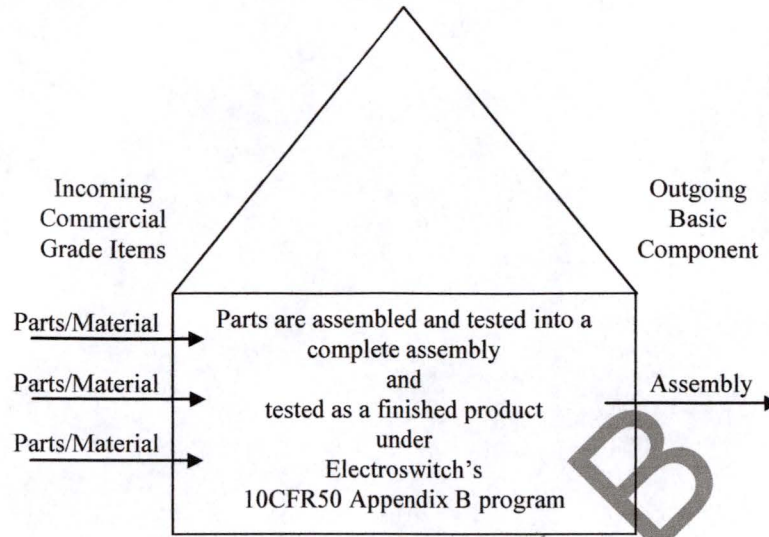 Incoming
Commercial
Grade Items
Outgoing
Basic
Component
Parts/Material
Parts/Material
Parts/Material
Parts are assembled and tested into a
complete assembly
and
tested as a finished product
under
Electroswitch's
10CFR50 Appendix B program
Assembly
B